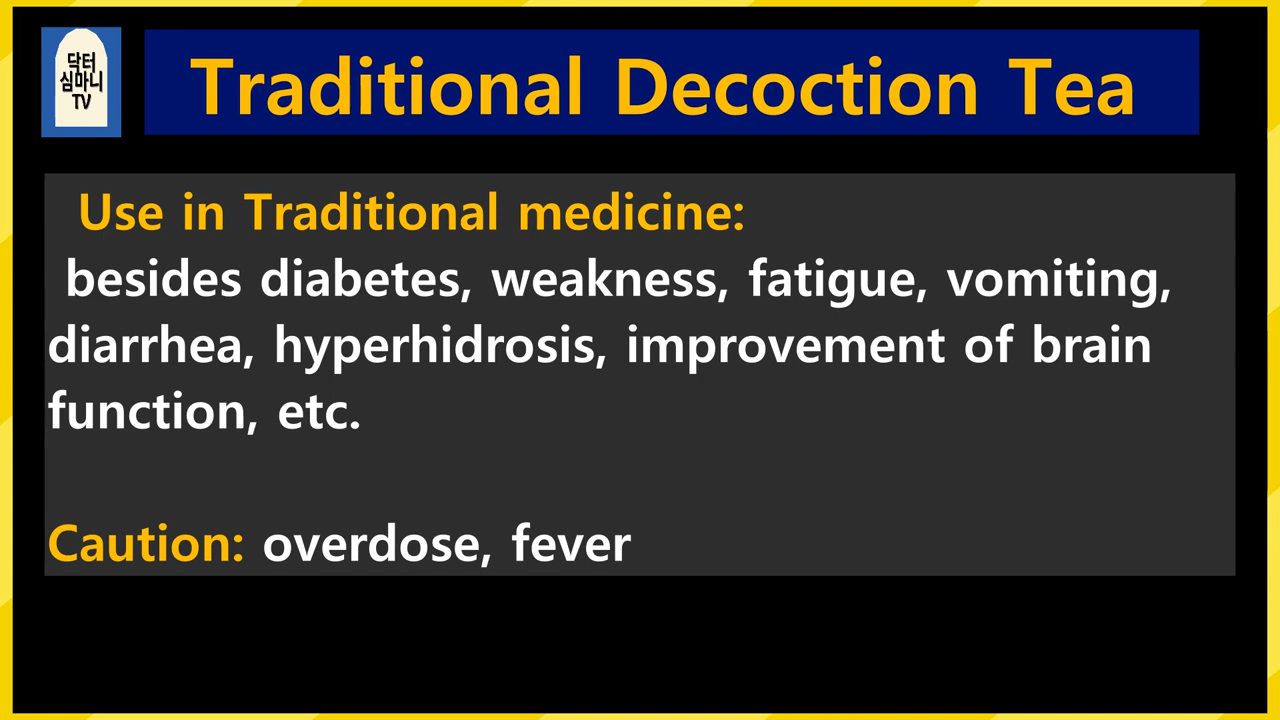 닥터
심마니
TV
Traditional Decoction Tea
Use in Traditional medicine:
besides diabetes, weakness, fatigue, vomiting,
diarrhea, hyperhidrosis, improvement of brain
function, etc.
Caution: overdose, fever